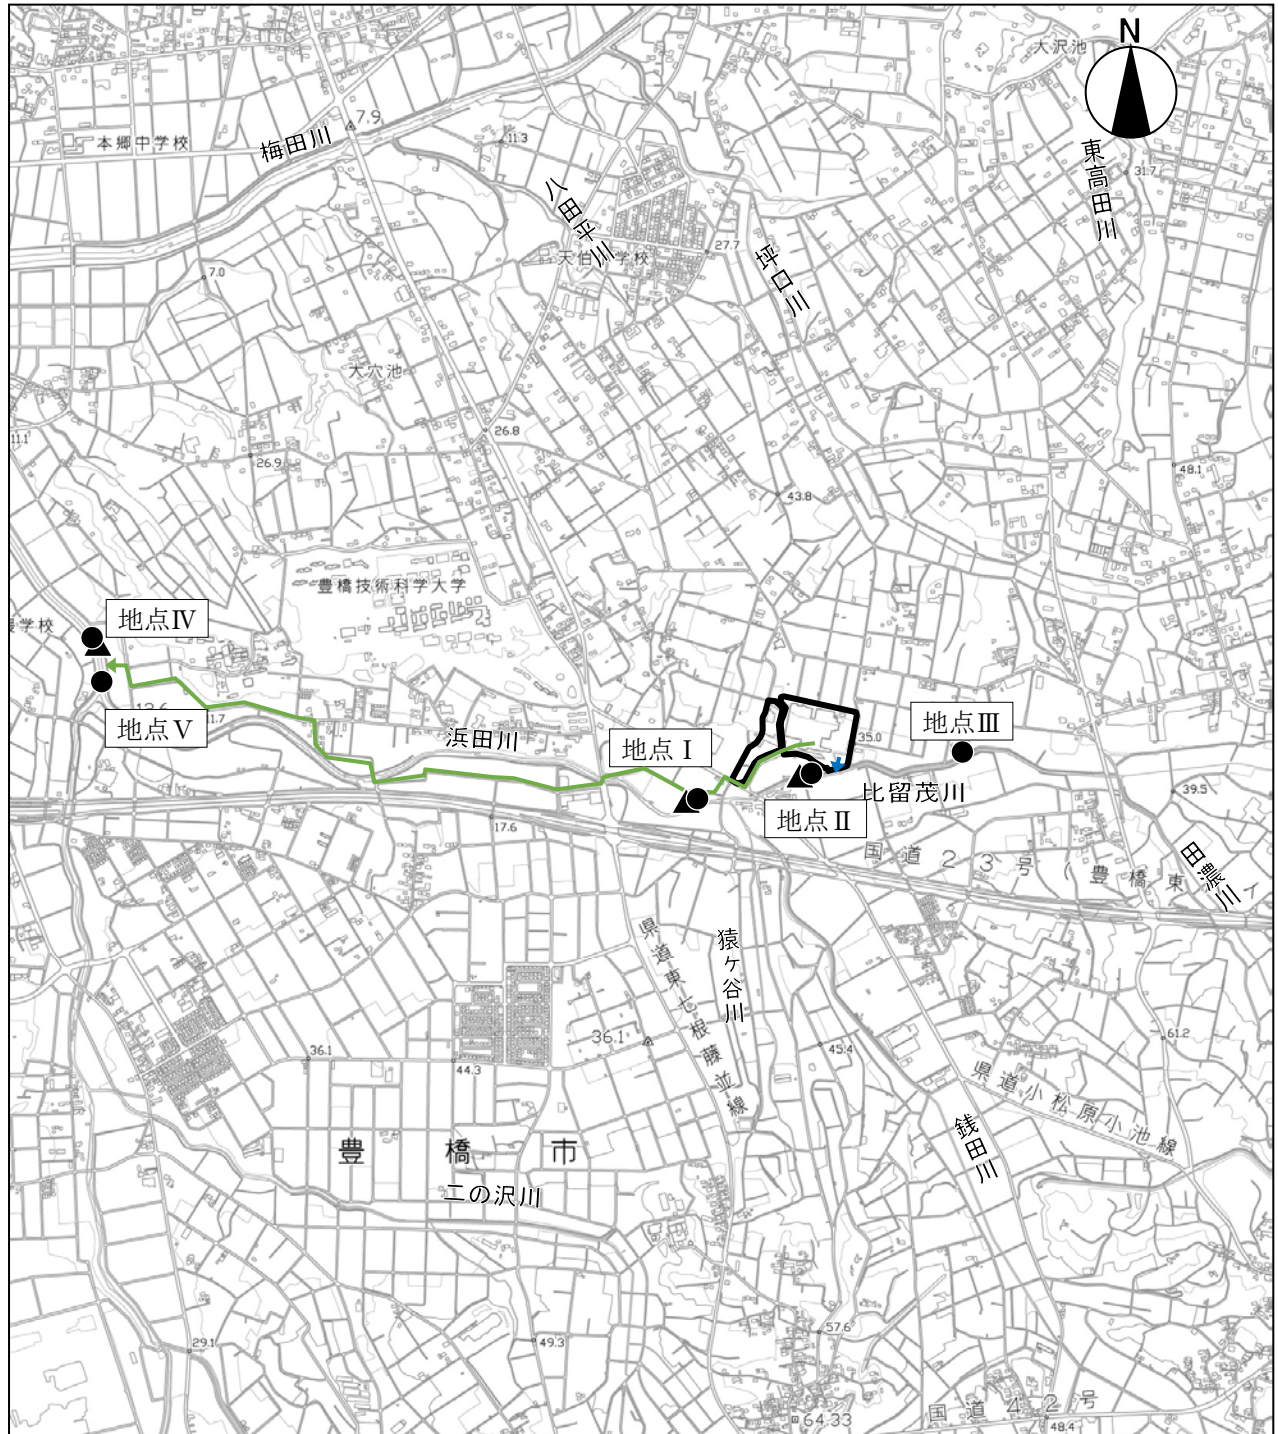 大沢池
N
7.9
本郷中学校
梅田川
11.3
東高田川
31.7
八田平川
27.7
7.0
坪口川
大穴池
26.8
11.1
26.9
48.1
43.8
豊橋技術科学大学
地点Ⅳ
学校
地点Ⅴ
11.7
浜田川
地点Ⅰ
35.0
地点Ⅲ
比留茂川
39.5
地点Ⅱ
17.6
国道23号(豊橋東
田濃川
県道東七根藤並線
猿ヶ谷川
36.1
36.1
44.3
45.4
61.2
県道小松原小池線
銭田川
豊橋市
二の沢川
29.1
49.3
57.6
64.33
国道42号
48.4